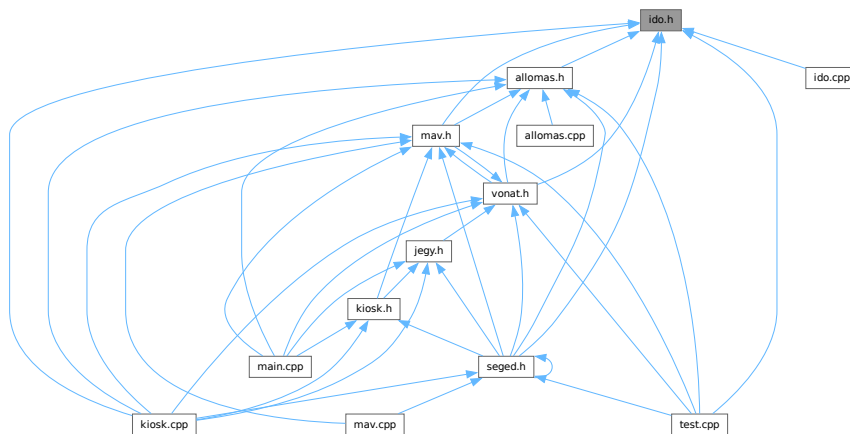 ido.h
allomas.h
ido.cpp
mav.h
allomas.cpp
vonat.h
jegy.h
kiosk.h
main.cpp
seged.h
kiosk.cpp
mav.cpp
test.cpp